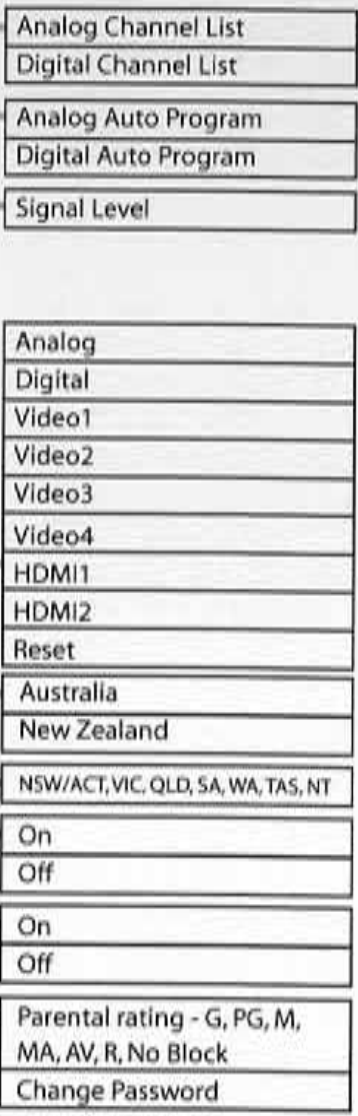 Analog Channel List
Digital Channel List
Analog Auto Program
Digital Auto Program
Signal Level
Analog
Digital
Video1
Video2
Video3
Video4
HDMI1
HDMI2
Reset
Australia
New Zealand
NSW/ACT, VIC, QLD, SA, WA, TAS, NT
On
Off
On
Off
Parental rating - G, PG, M,
MA, AV, R, No Block
Change Password